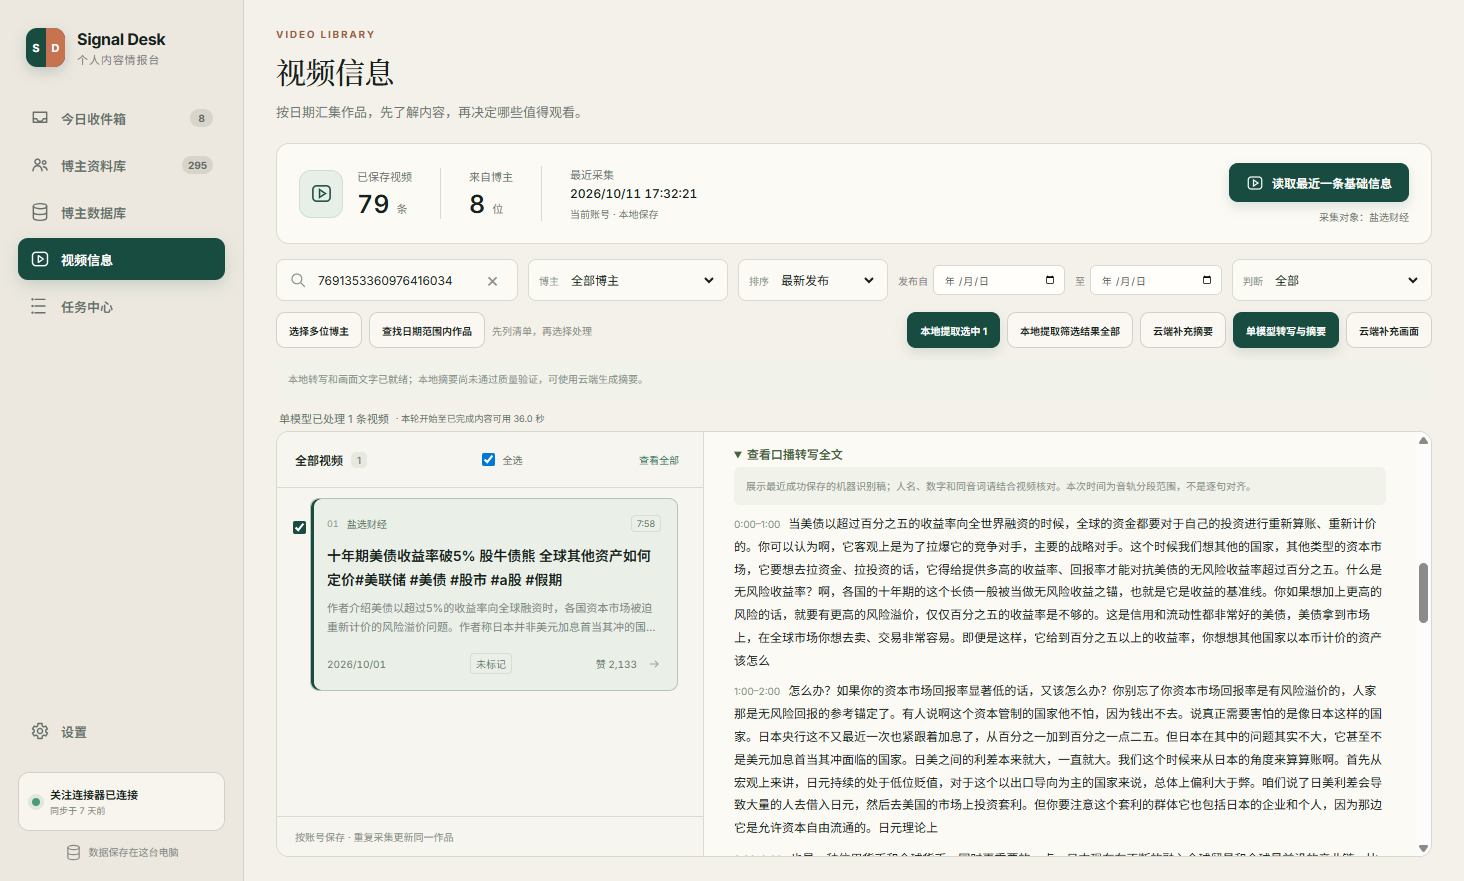 S D
Signal Desk
个人内容情报台
今日收件箱 8
博主资料库 295
博主数据库
视频信息
任务中心
设置
关注连接器已连接
同步于 7 天前
数据保存在这台电脑
VIDEO LIBRARY
视频信息
按日期汇集作品，先了解内容，再决定哪些值得观看。
已保存视频
79 条
来自博主
8 位
最近采集
2026/10/11 17:32:21
当前账号 · 本地保存
读取最近一条基础信息
采集对象：盐选财经
7691353360976416034
博主 全部博主
排序 最新发布
发布自 年 /月/日 至 年 /月/日
判断 全部
选择多位博主 查找日期范围内作品 先列清单，再选择处理
本地提取选中 1 本地提取筛选结果全部 云端补充摘要 单模型转写与摘要 云端补充画面
本地转写和画面文字已就绪；本地摘要尚未通过质量验证，可使用云端生成摘要。
单模型已处理 1 条视频 · 本轮开始至已完成内容可用 36.0 秒
全部视频 1 全选 查看全部
01 盐选财经 7:58
十年期美债收益率破5% 股牛债熊 全球其他资产如何
定价#美联储 #美债 #股市 #a股 #假期
作者介绍美债以超过5%的收益率向全球融资时，各国资本市场被迫
重新计价的风险溢价问题。作者称日本并非美元加息首当其冲的国...
2026/10/01 未标记 赞 2,133
按账号保存 · 重复采集更新同一作品
查看口播转写全文
展示最近成功保存的机器识别稿；人名、数字和同音词请结合视频核对。本次时间为音轨分段范围，不是逐句对齐。
0:00–1:00 当美债以超过百分之五的收益率向全世界融资的时候，全球的资金都要对于自己的投资进行重新算账、重新计价
的。你可以认为啊，它客观上是为了拉爆它的竞争对手，主要的战略对手。这个时候我们想其他的国家，其他类型的资本市
场，它要想去拉资金、拉投资的话，它得给提供多高的收益率、回报率才能对抗美债的无风险收益率超过百分之五。什么是
无风险收益率？啊，各国的十年期的这个长债一般被当做无风险收益之锚，也就是它是收益的基准线。你如果想加上更高的
风险的话，就要有更高的风险溢价，仅仅百分之五的收益率是不够的。这是信用和流动性都非常好的美债，美债拿到市场
上，在全球市场你想去卖、交易非常容易。即便是这样，它给到百分之五以上的收益率，你想想其他国家以本币计价的资产
该怎么
1:00–2:00 怎么办？如果你的资本市场回报率显著低的话，又该怎么办？你别忘了你资本市场回报率是有风险溢价的，人家
那是无风险回报的参考锚定了。有人说啊这个资本管制的国家他不怕，因为钱出不去。说真正需要害怕的是像日本这样的国
家。日本央行这不又最近一次也紧跟着加息了，从百分之一加到百分之一点二五。但日本在其中的问题其实不大，它甚至不
是美元加息首当其冲面临的国家。日美之间的利差本来就大，一直就大。我们这个时候来从日本的角度来算算账啊。首先从
宏观上来讲，日元持续的处于低位贬值，对于这个以出口导向为主的国家来说，总体上偏利大于弊。咱们说了日美利差会导
致大量的人去借入日元，然后去美国的市场上投资套利。但你要注意这个套利的群体它也包括日本的企业和个人，因为那边
它是允许资本自由流通的。日元理论上